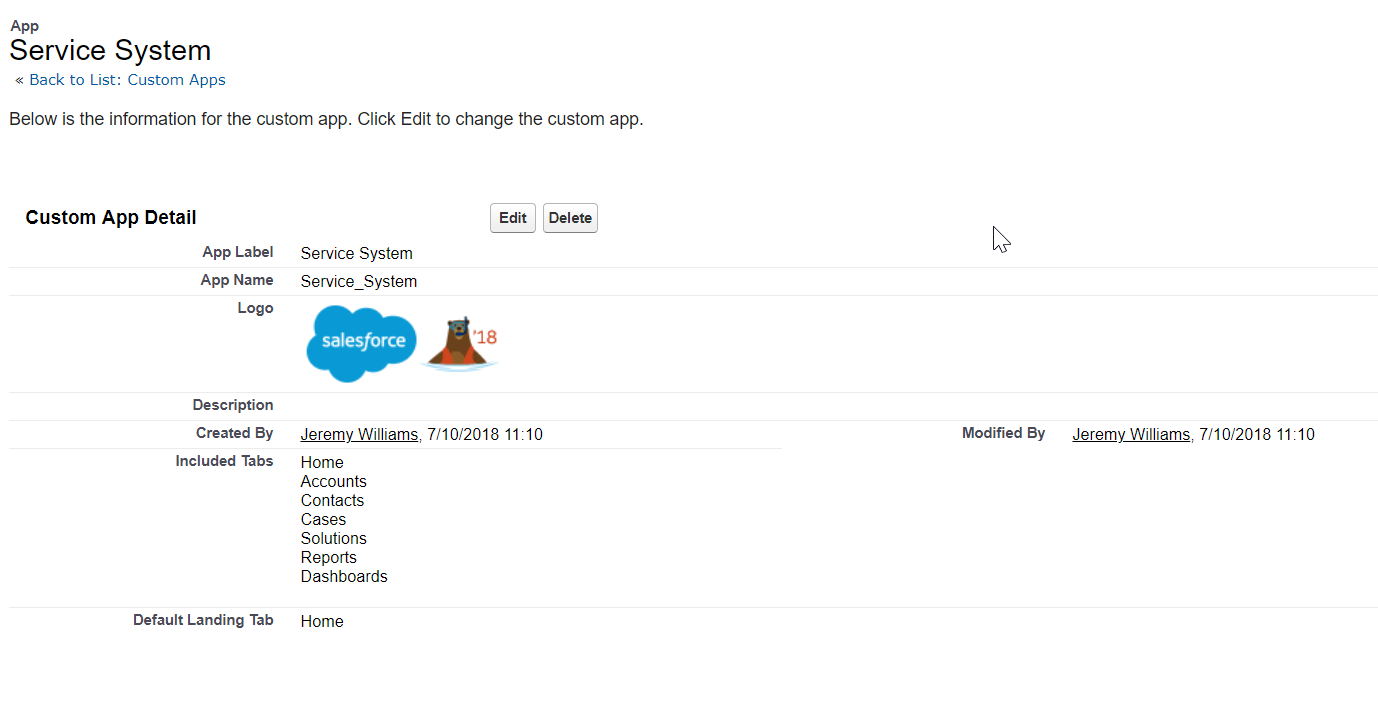 App
Service System
« Back to List: Custom Apps
Below is the information for the custom app. Click Edit to change the custom app.
Custom App Detail Edit Delete
App Label Service System
App Name Service_System
Logo salesforce '18
Description
Created By Jeremy Williams, 7/10/2018 11:10 Modified By Jeremy Williams, 7/10/2018 11:10
Included Tabs Home
Accounts
Contacts
Cases
Solutions
Reports
Dashboards
Default Landing Tab Home